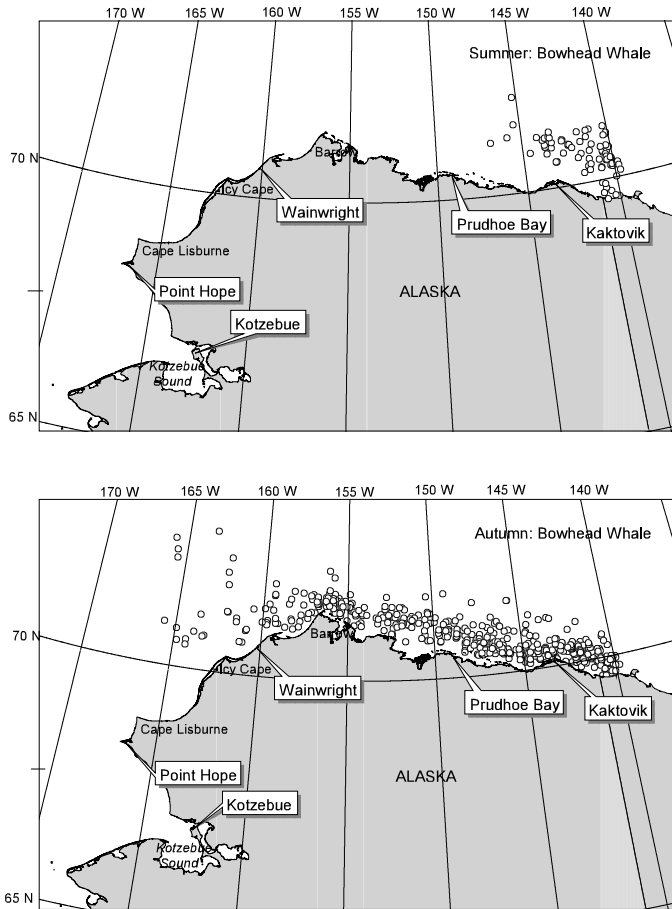 170 W 165 W 160 W 155 W 150 W 145 W 140 W
Summer: Bowhead Whale
Barrow
70 N
Icy Cape
Wainwright
Prudhoe Bay
Kaktovik
Cape Lisburne
Point Hope
ALASKA
Kotzebue
Kotzebue
Sound
65 N
170 W 165 W 160 W 155 W 150 W 145 W 140 W
Autumn: Bowhead Whale
Barrow
70 N
Icy Cape
Wainwright
Prudhoe Bay
Kaktovik
Cape Lisburne
Point Hope
ALASKA
Kotzebue
Kotzebue
Sound
65 N